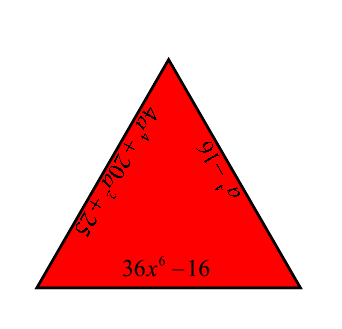 4a⁴ + 20a² + 25
a⁴ – 16
36x⁶ – 16